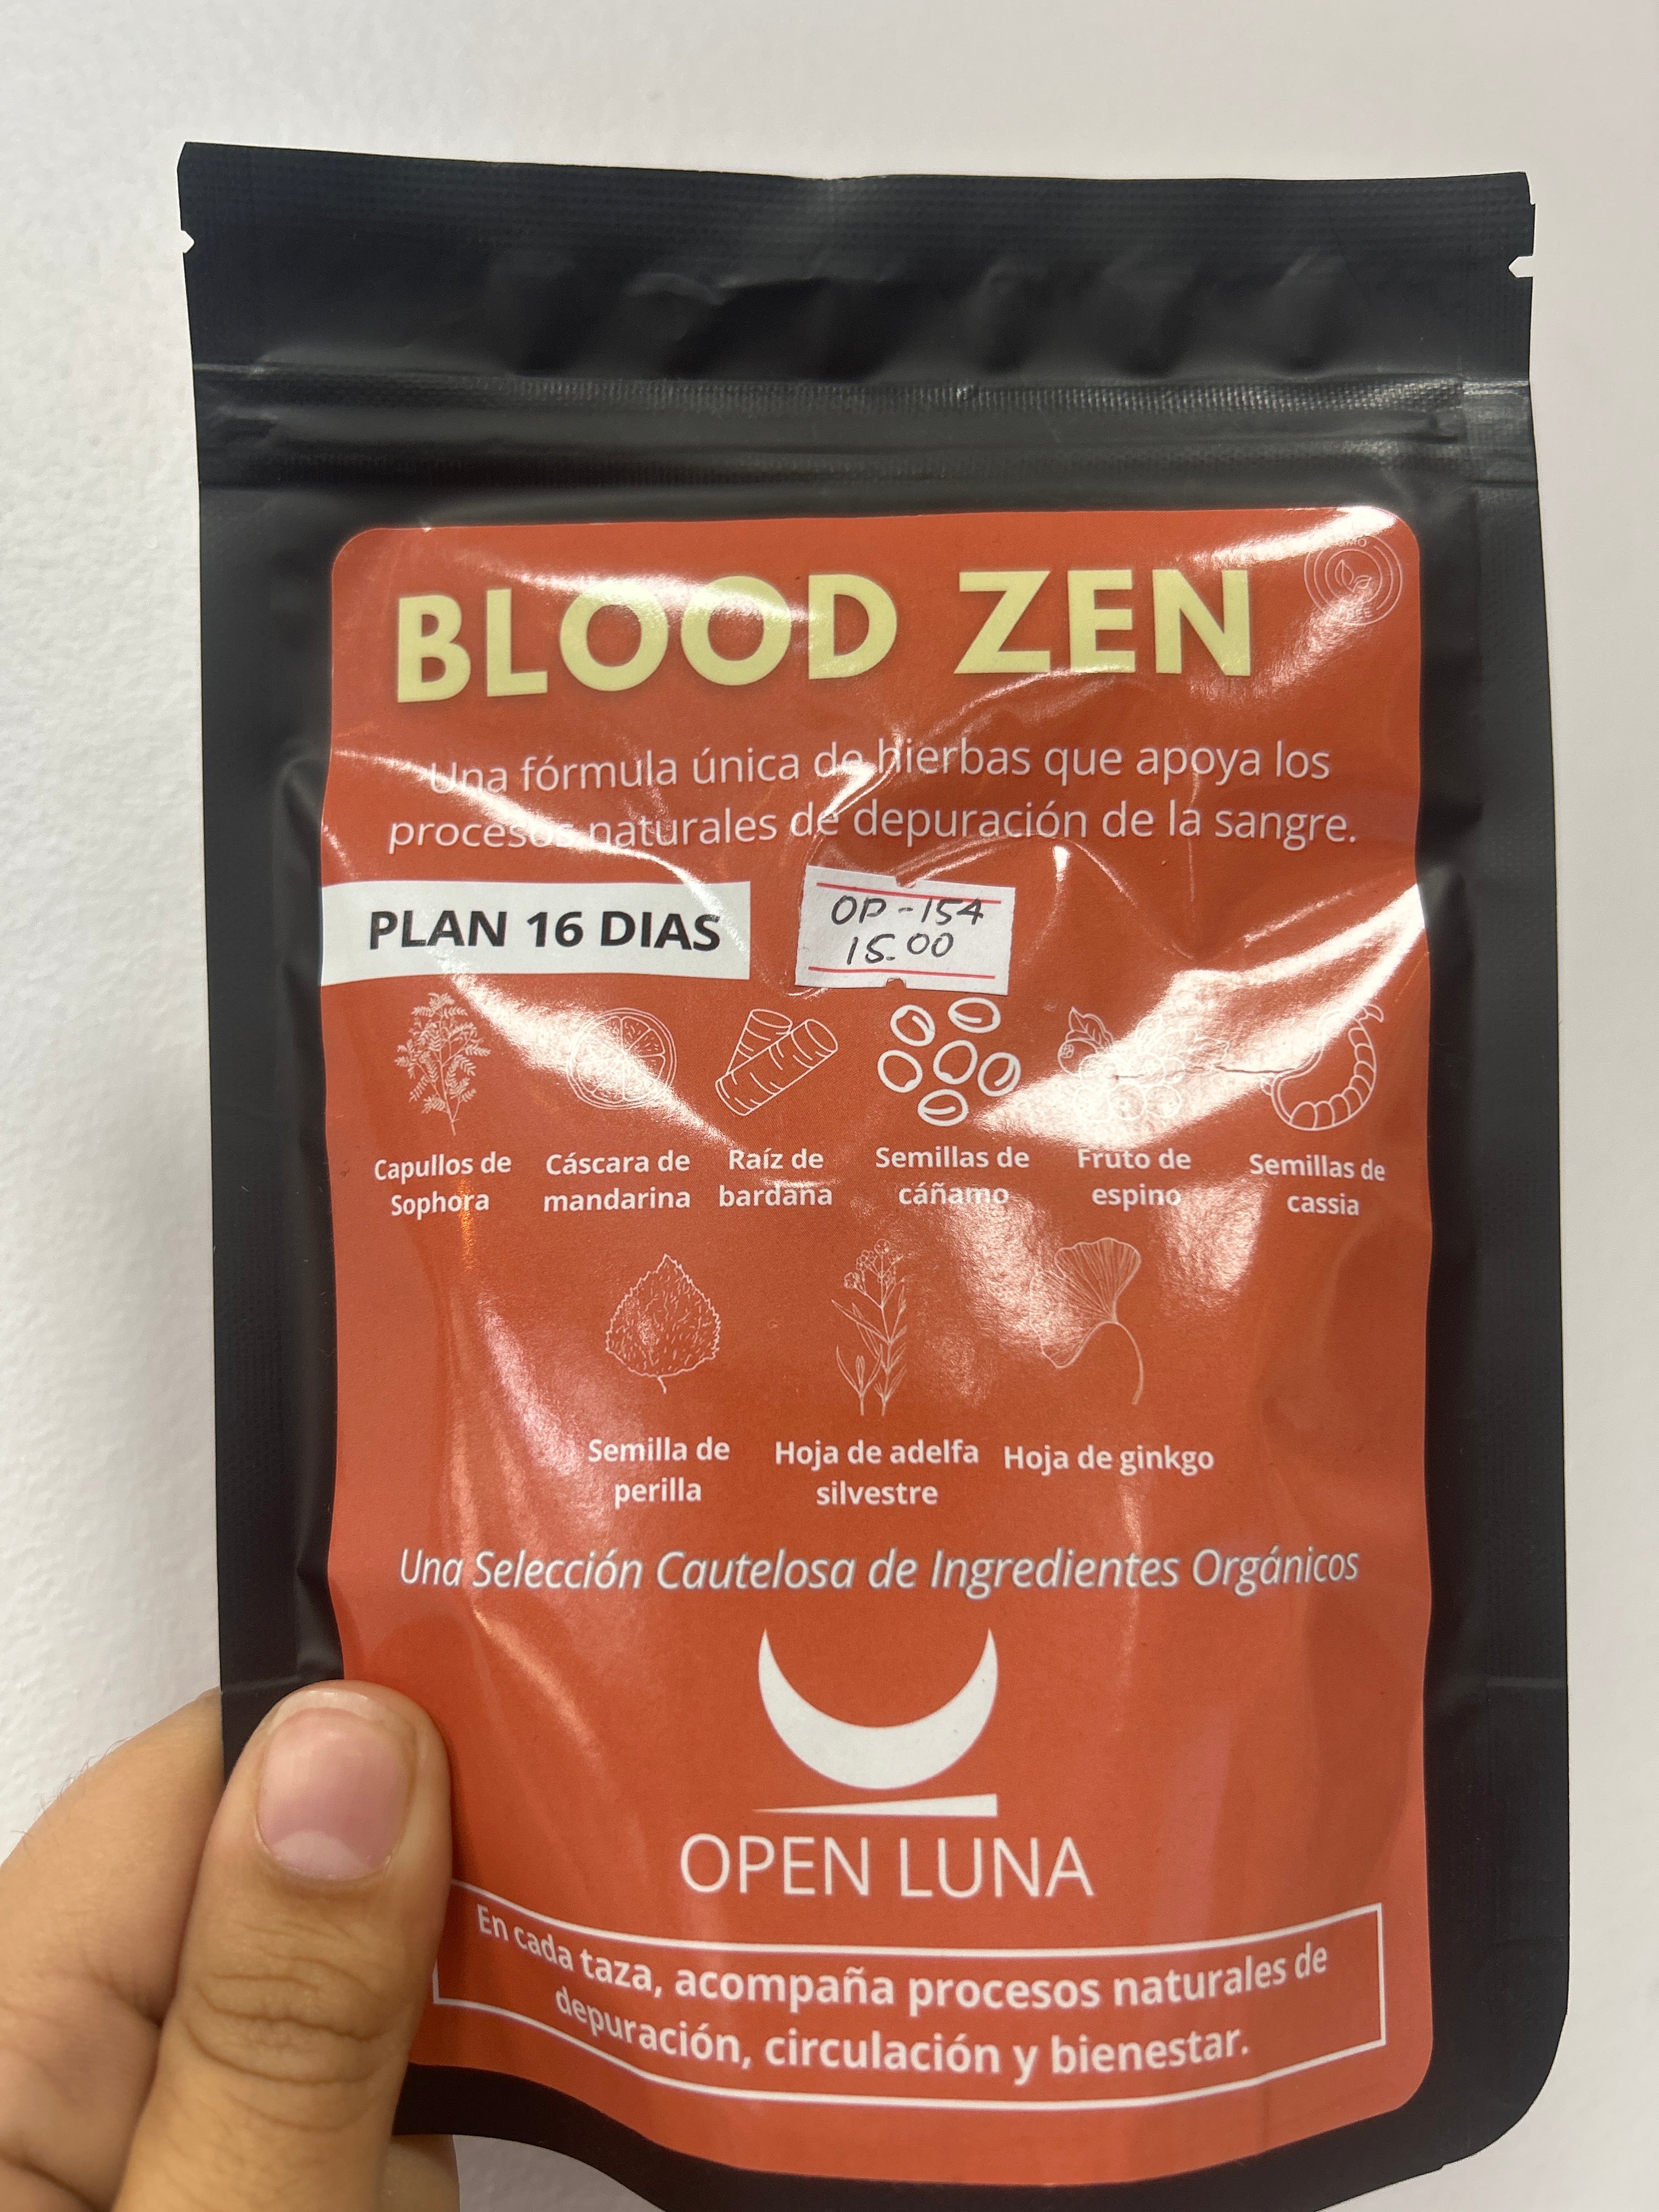 BLOOD ZEN
Una fórmula única de hierbas que apoya los
procesos naturales de depuración de la sangre.
PLAN 16 DIAS
OP-154
15.00
Capullos de
Sophora
Cáscara de
mandarina
Raíz de
bardana
Semillas de
cáñamo
Fruto de
espino
Semillas de
cassia
Semilla de
perilla
Hoja de adelfa
silvestre
Hoja de ginkgo
Una Selección Cautelosa de Ingredientes Orgánicos
OPEN LUNA
En cada taza, acompaña procesos naturales de
depuración, circulación y bienestar.